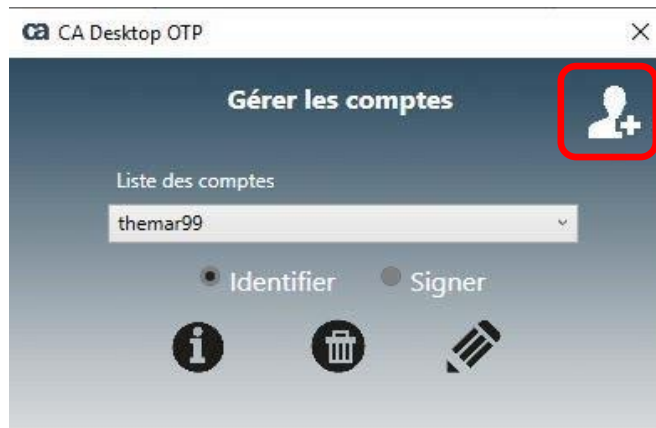 ca CA Desktop OTP
Gérer les comptes
Liste des comptes
themar99
Identifier Signer